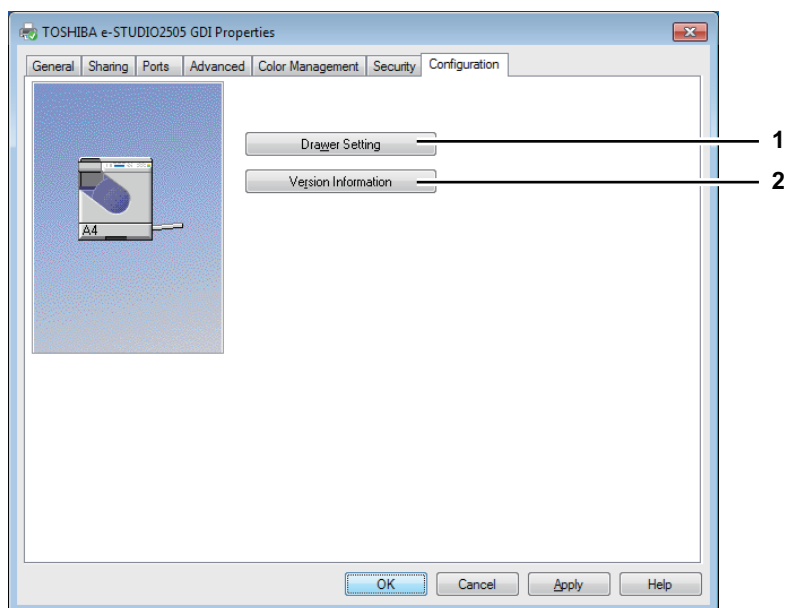 TOSHIBA e-STUDIO2505 GDI Properties
General Sharing Ports Advanced Color Management Security Configuration
Drawer Setting 1
Version Information 2
A4
OK Cancel Apply Help